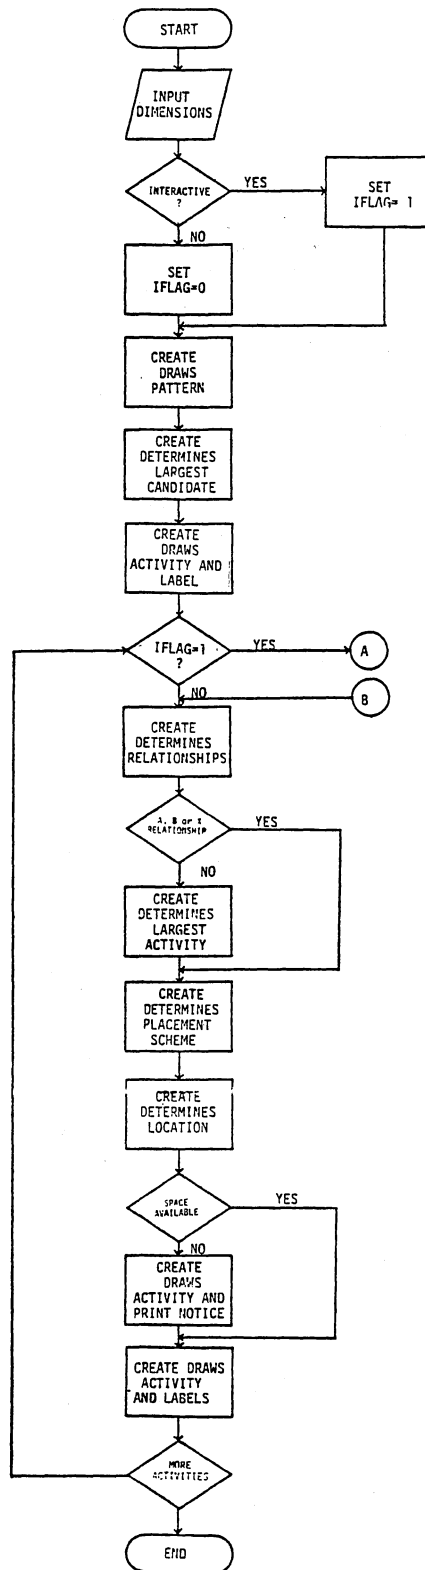 START
INPUT
DIMENSIONS
INTERACTIVE
?
YES
SET
IFLAG= 1
NO
SET
IFLAG=0
CREATE
DRAWS
PATTERN
CREATE
DETERMINES
LARGEST
CANDIDATE
CREATE
DRAWS
ACTIVITY AND
LABEL
IFLAG=1
?
YES
A
NO
B
CREATE
DETERMINES
RELATIONSHIPS
RELATIONSHIP
YES
NO
CREATE
DETERMINES
LARGEST
ACTIVITY
CREATE
DETERMINES
PLACEMENT
SCHEME
CREATE
DETERMINES
LOCATION
SPACE
AVAILABLE
YES
NO
CREATE
DRAWS
ACTIVITY AND
PRINT NOTICE
CREATE DRAWS
ACTIVITY
AND LABELS
MORE
ACTIVITIES
END